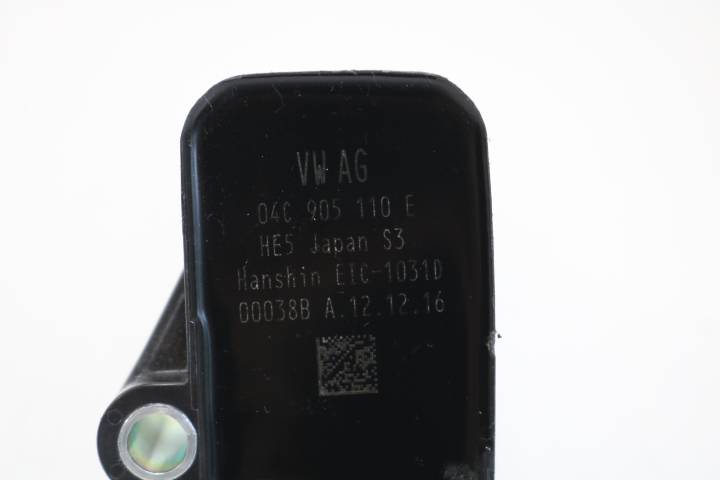 VW AG
04C 905 110 E
HE5 Japan S3
Hanshin EIC-1031D
00038B A.12.12.16